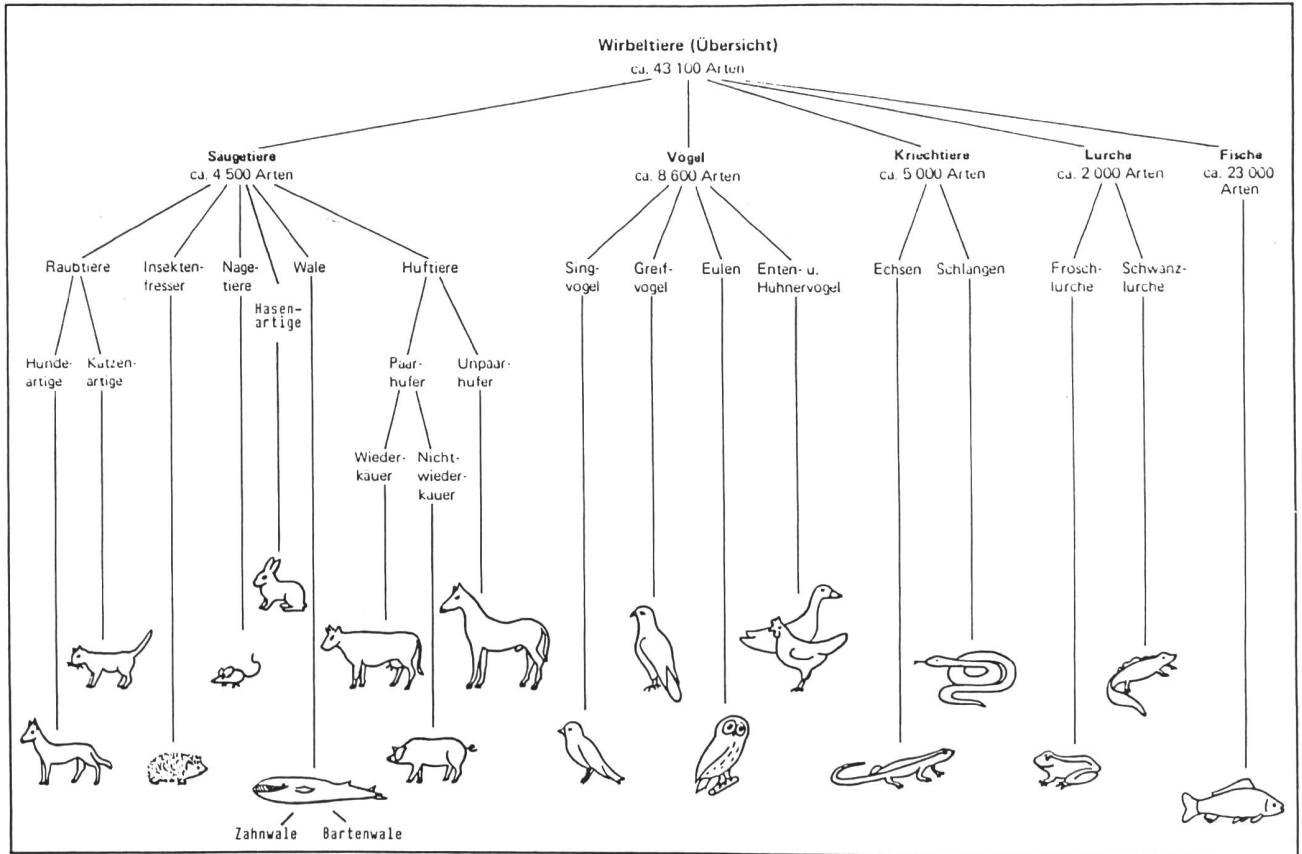 Wirbeltiere (Übersicht)
ca. 43 100 Arten
Säugetiere
ca. 4 500 Arten
Vögel
ca. 8 600 Arten
Kriechtiere
ca. 5 000 Arten
Lurche
ca. 2 000 Arten
Fische
ca. 23 000
Arten
Raubtiere
Insekten-
fresser
Nage-
tiere
Hasen-
artige
Wale
Huftiere
Sing-
vögel
Greif-
vögel
Eulen
Enten- u.
Hühnervögel
Echsen
Schlangen
Frosch-
lurche
Schwanz-
lurche
Hunde-
artige
Katzen-
artige
Paar-
hufer
Unpaar-
hufer
Wieder-
käuer
Nicht-
wieder-
käuer
Zahnwale
Bartenwale